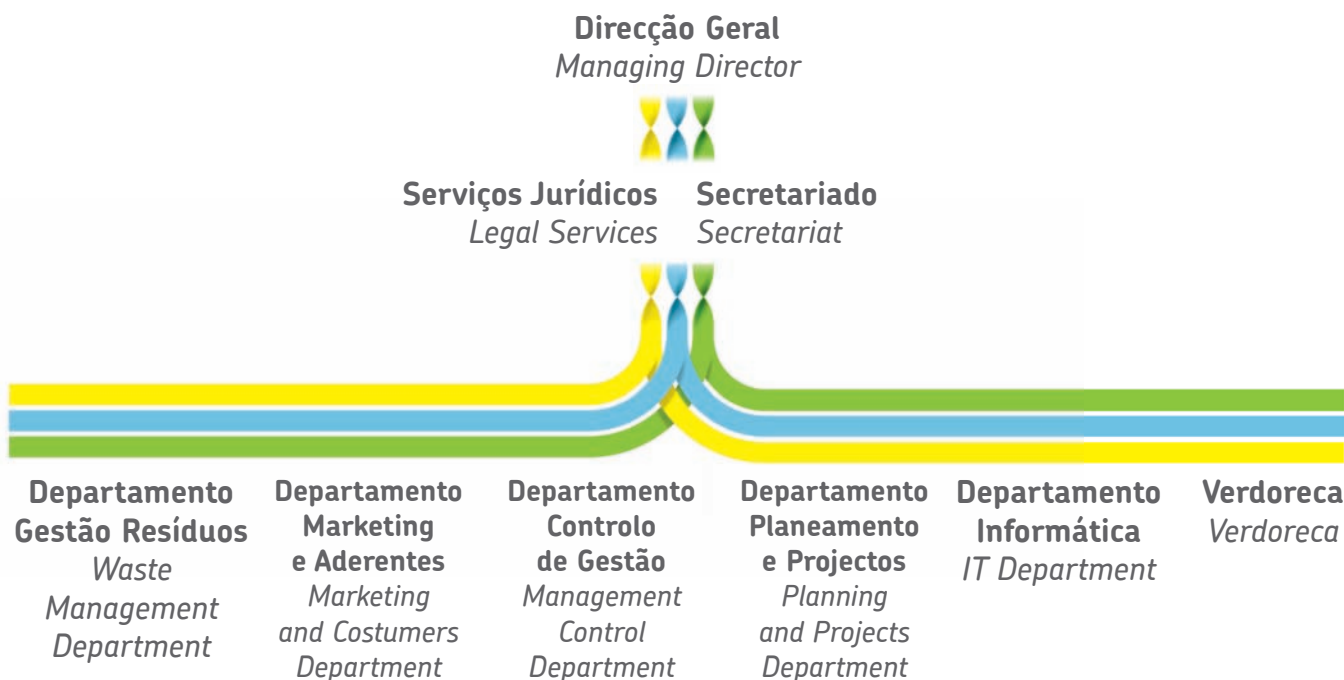 Direcção Geral
Managing Director
Serviços Jurídicos
Legal Services
Secretariado
Secretariat
Departamento
Gestão Resíduos
Waste
Management
Department
Departamento
Marketing
e Aderentes
Marketing
and Costumers
Department
Departamento
Controlo
de Gestão
Management
Control
Department
Departamento
Planeamento
e Projectos
Planning
and Projects
Department
Departamento
Informática
IT Department
Verdoreca
Verdoreca